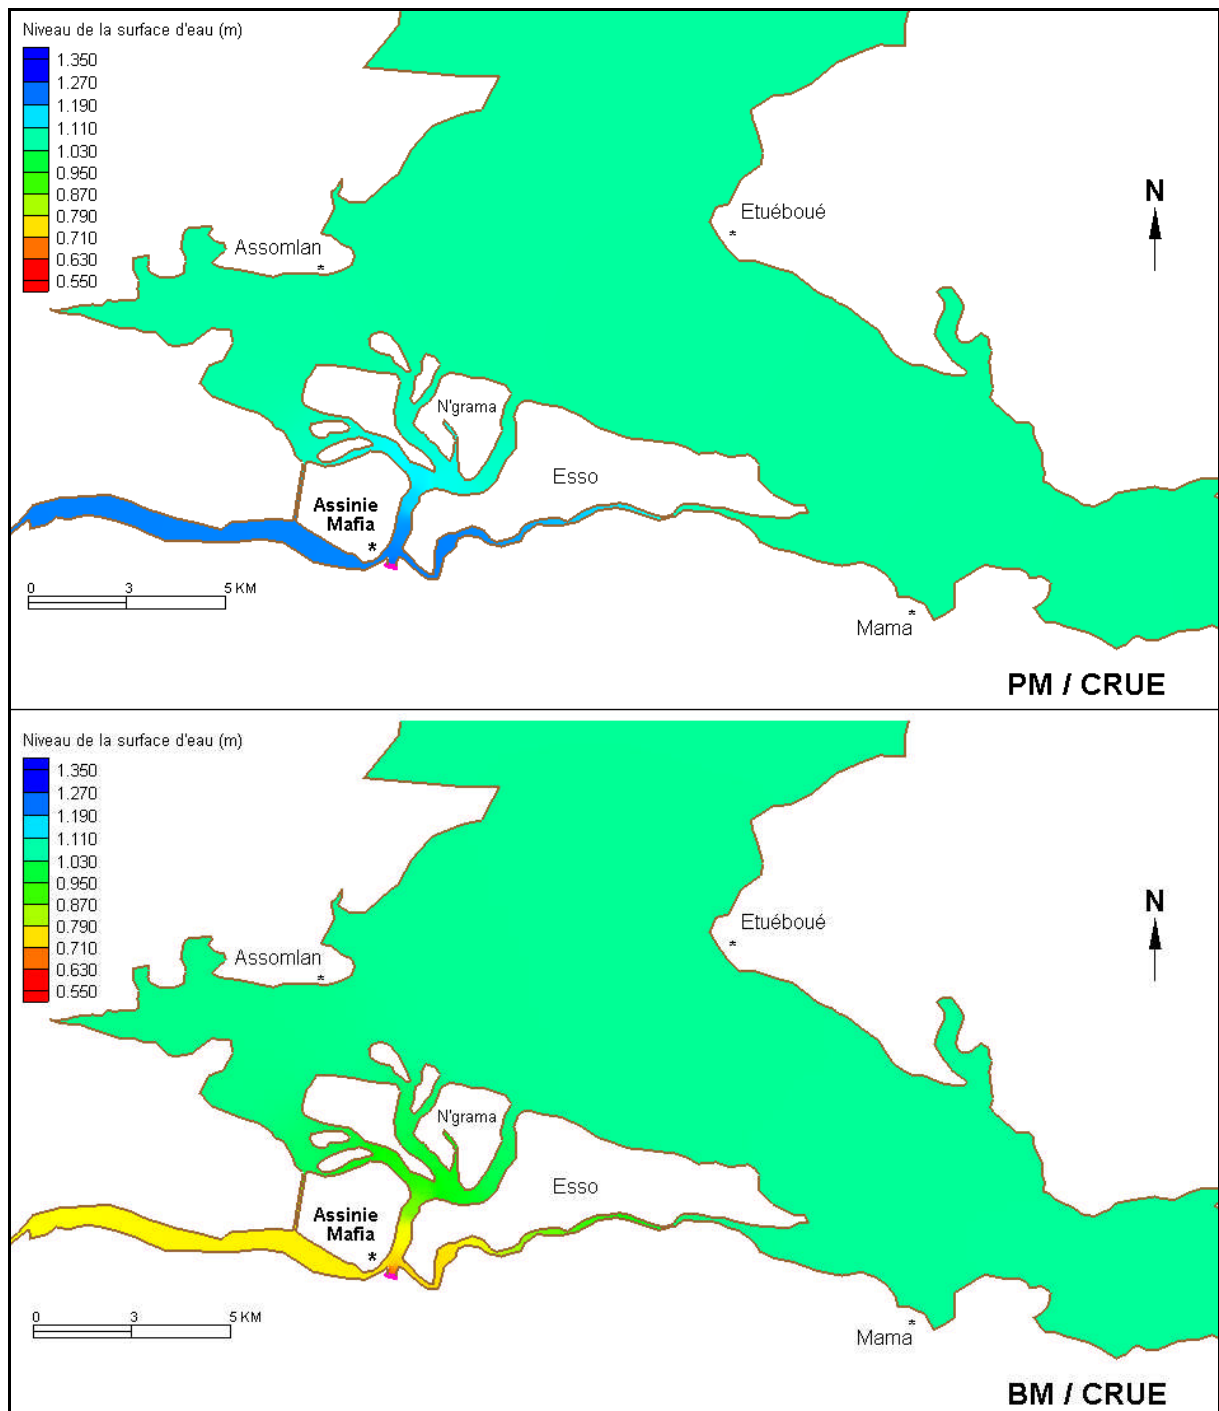 Niveau de la surface d'eau (m)
1.350
1.270
1.190
1.110
1.030
0.950
0.870
0.790
0.710
0.630
0.550
Etuéboué
*
N
Assomlan
*
N'grama
Esso
Assinie
Mafia
*
0 3 5 KM
*
Mama
PM / CRUE
Niveau de la surface d'eau (m)
1.350
1.270
1.190
1.110
1.030
0.950
0.870
0.790
0.710
0.630
0.550
Etuéboué
*
N
Assomlan
*
N'grama
Esso
Assinie
Mafia
*
0 3 5 KM
*
Mama
BM / CRUE